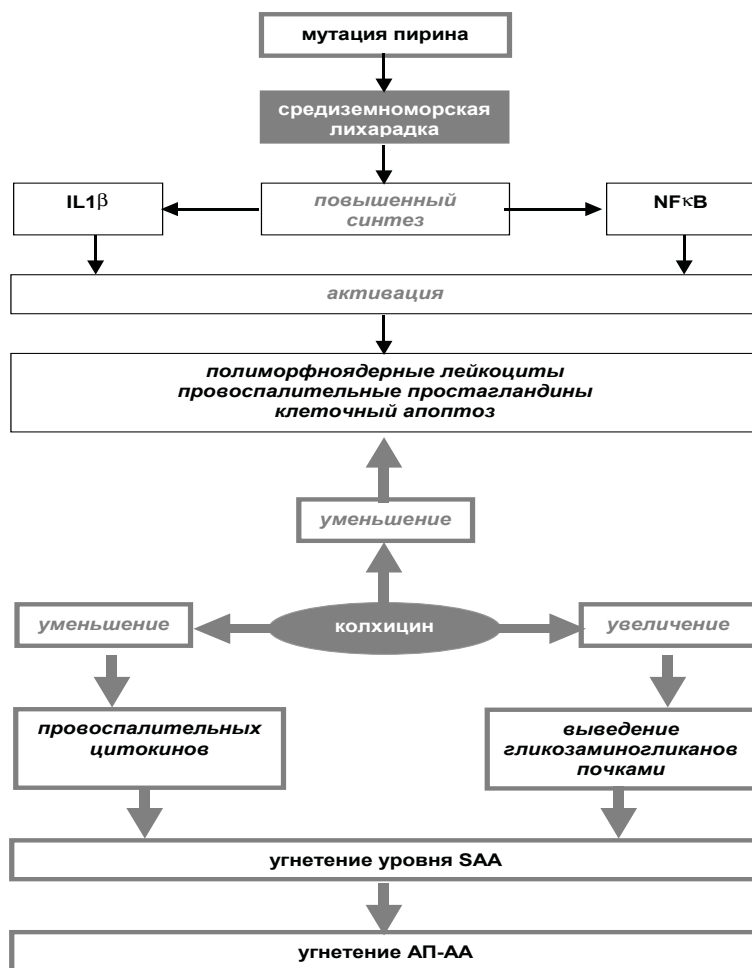 мутация пирина
средиземноморская
лихарадка
IL1β
повышенный
синтез
NFκB
активация
полиморфноядерные лейкоциты
провоспалительные простагландины
клеточный апоптоз
уменьшение
уменьшение
колхицин
увеличение
провоспалительных
цитокинов
выведение
гликозаминогликанов
почками
угнетение уровня SAA
угнетение АП-АА